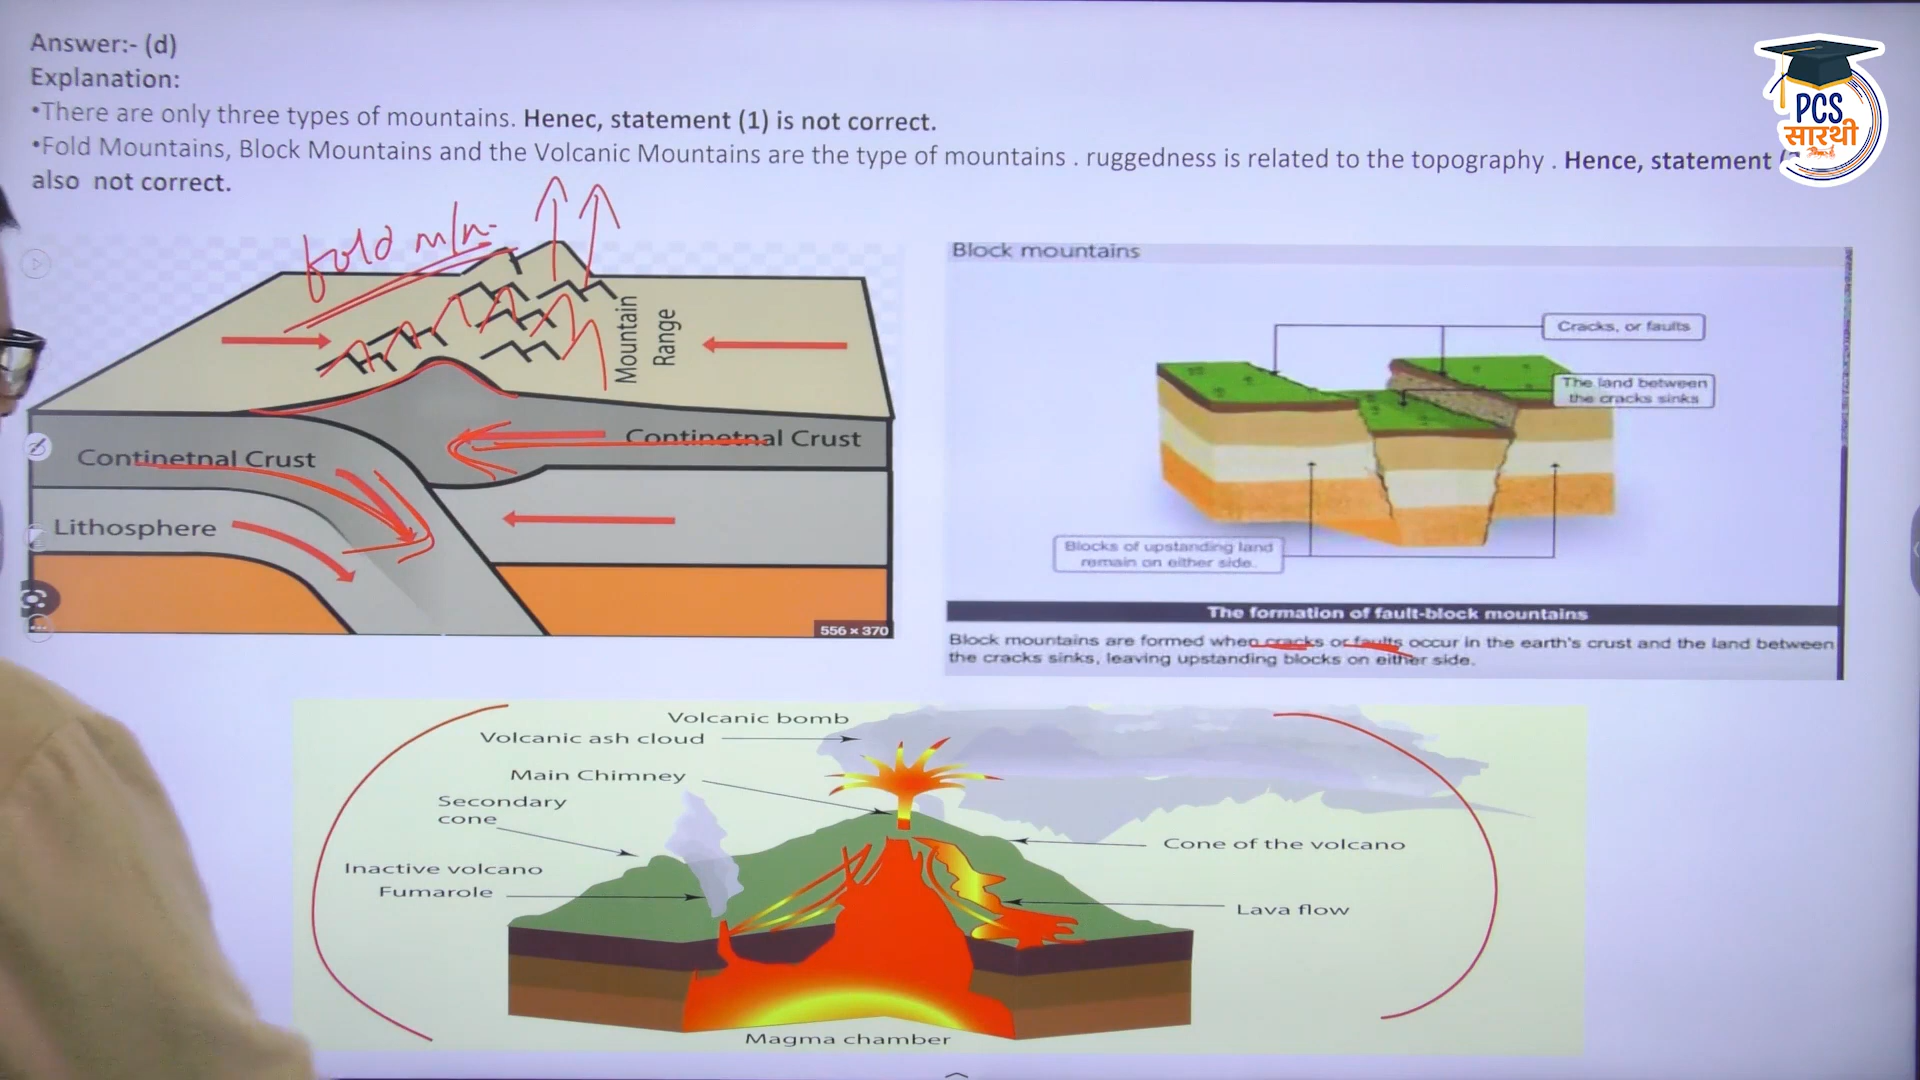 Answer:- (d)
Explanation:
•There are only three types of mountains. Henec, statement (1) is not correct.
•Fold Mountains, Block Mountains and the Volcanic Mountains are the type of mountains . ruggedness is related to the topography . Hence, statement
also not correct.
PCS
सारथी
fold m/n-
Mountain
Range
Continetnal Crust
Continetnal Crust
Lithosphere
556 × 370
Block mountains
Cracks, or faults
The land between
the cracks sinks
Blocks of upstanding land
remain on either side.
The formation of fault-block mountains
Block mountains are formed when cracks or faults occur in the earth's crust and the land between
the cracks sinks, leaving upstanding blocks on either side.
Volcanic bomb
Volcanic ash cloud
Main Chimney
Secondary
cone
Inactive volcano
Fumarole
Cone of the volcano
Lava flow
Magma chamber